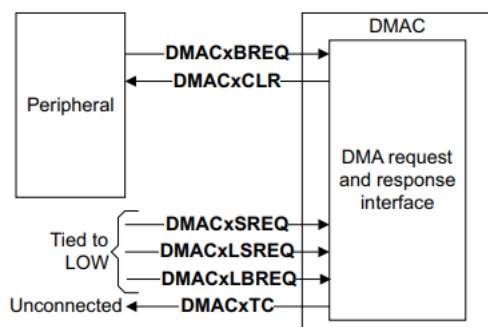 DMAC
DMACxBREQ
DMACxCLR
Peripheral
DMA request
and response
interface
DMACxSREQ
Tied to
LOW
DMACxLSREQ
DMACxLBREQ
Unconnected
DMACxTC